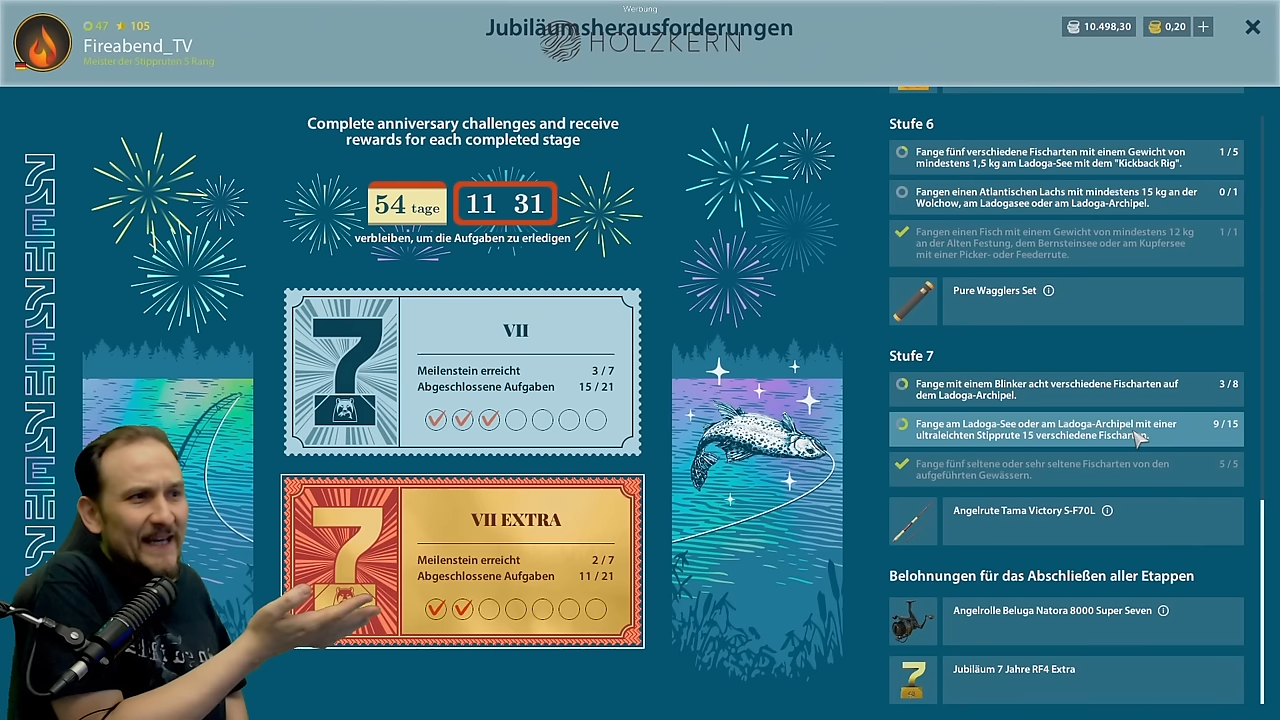 Werbung
47 105
Fireabend_TV
Meister der Stippruten 5 Rang
Jubiläumsherausforderungen
HOLZKERN
10.498,30
0,20
Complete anniversary challenges and receive
rewards for each completed stage
54 tage
11 31
verbleiben, um die Aufgaben zu erledigen
7
VII
Meilenstein erreicht 3 / 7
Abgeschlossene Aufgaben 15 / 21
7
VII EXTRA
Meilenstein erreicht 2 / 7
Abgeschlossene Aufgaben 11 / 21
Stufe 6
Fange fünf verschiedene Fischarten mit einem Gewicht von 1 / 5
mindestens 1,5 kg am Ladoga-See mit dem "Kickback Rig".
Fangen einen Atlantischen Lachs mit mindestens 15 kg an der 0 / 1
Wolchow, am Ladogasee oder am Ladoga-Archipel.
Fangen einen Fisch mit einem Gewicht von mindestens 12 kg 1 / 1
an der Alten Festung, dem Bernsteinsee oder am Kupfersee
mit einer Picker- oder Feederrute.
Pure Wagglers Set
Stufe 7
Fange mit einem Blinker acht verschiedene Fischarten auf 3 / 8
dem Ladoga-Archipel.
Fange am Ladoga-See oder am Ladoga-Archipel mit einer 9 / 15
ultraleichten Stipprute 15 verschiedene
Fange fünf seltene oder sehr seltene Fischarten von den 5 / 5
aufgeführten Gewässern.
Angelrute Tama Victory S-F70L
Belohnungen für das Abschließen aller Etappen
Angelrolle Beluga Natora 8000 Super Seven
7
Jubiläum 7 Jahre RF4 Extra